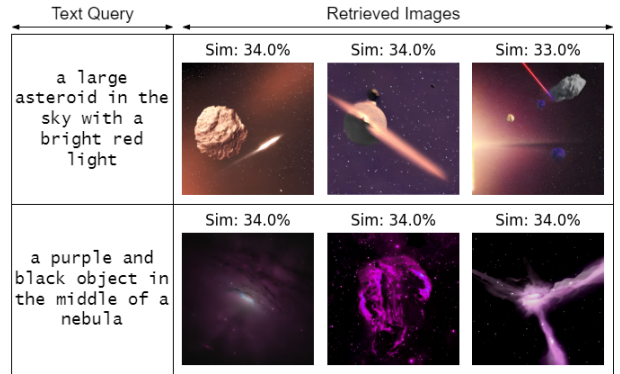 Text Query
Retrieved Images
a large
asteroid in the
sky with a
bright red
light
Sim: 34.0%
Sim: 34.0%
Sim: 33.0%
a purple and
black object in
the middle of a
nebula
Sim: 34.0%
Sim: 34.0%
Sim: 34.0%